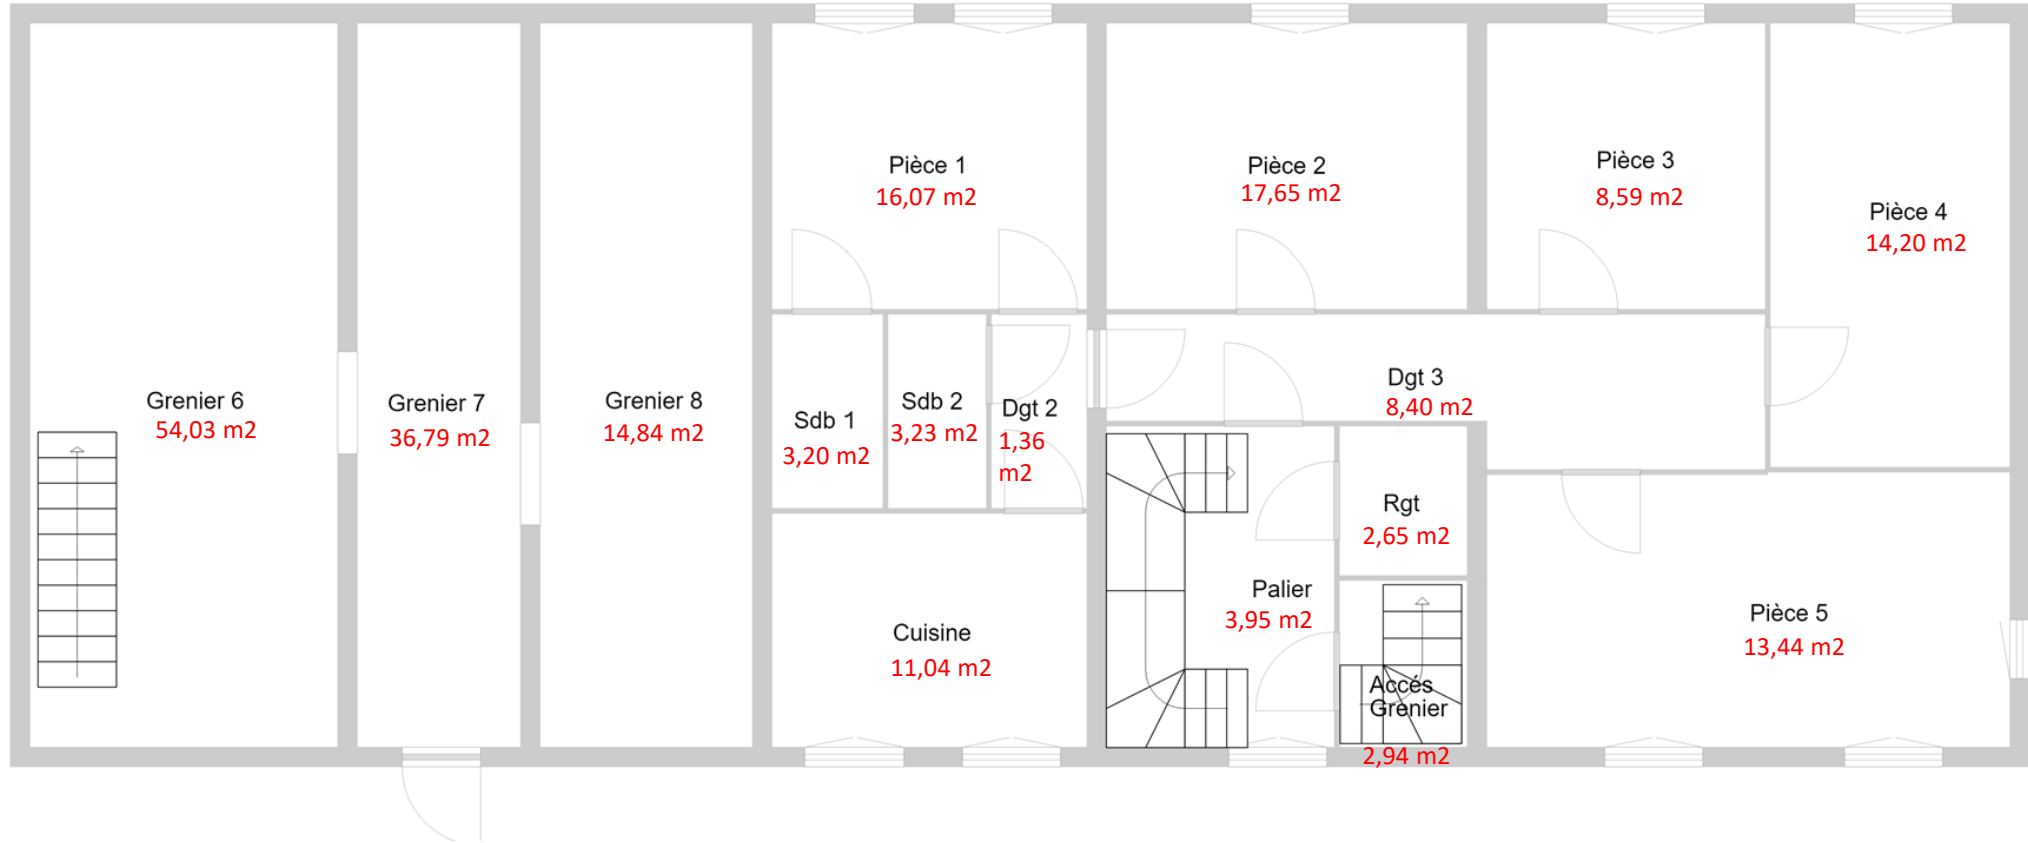 Pièce 1
16,07 m2
Pièce 2
17,65 m2
Pièce 3
8,59 m2
Pièce 4
14,20 m2
Grenier 6
54,03 m2
Grenier 7
36,79 m2
Grenier 8
14,84 m2
Sdb 1
3,20 m2
Sdb 2
3,23 m2
Dgt 2
1,36
m2
Dgt 3
8,40 m2
Rgt
2,65 m2
Palier
3,95 m2
Cuisine
11,04 m2
Accés
Grenier
2,94 m2
Pièce 5
13,44 m2